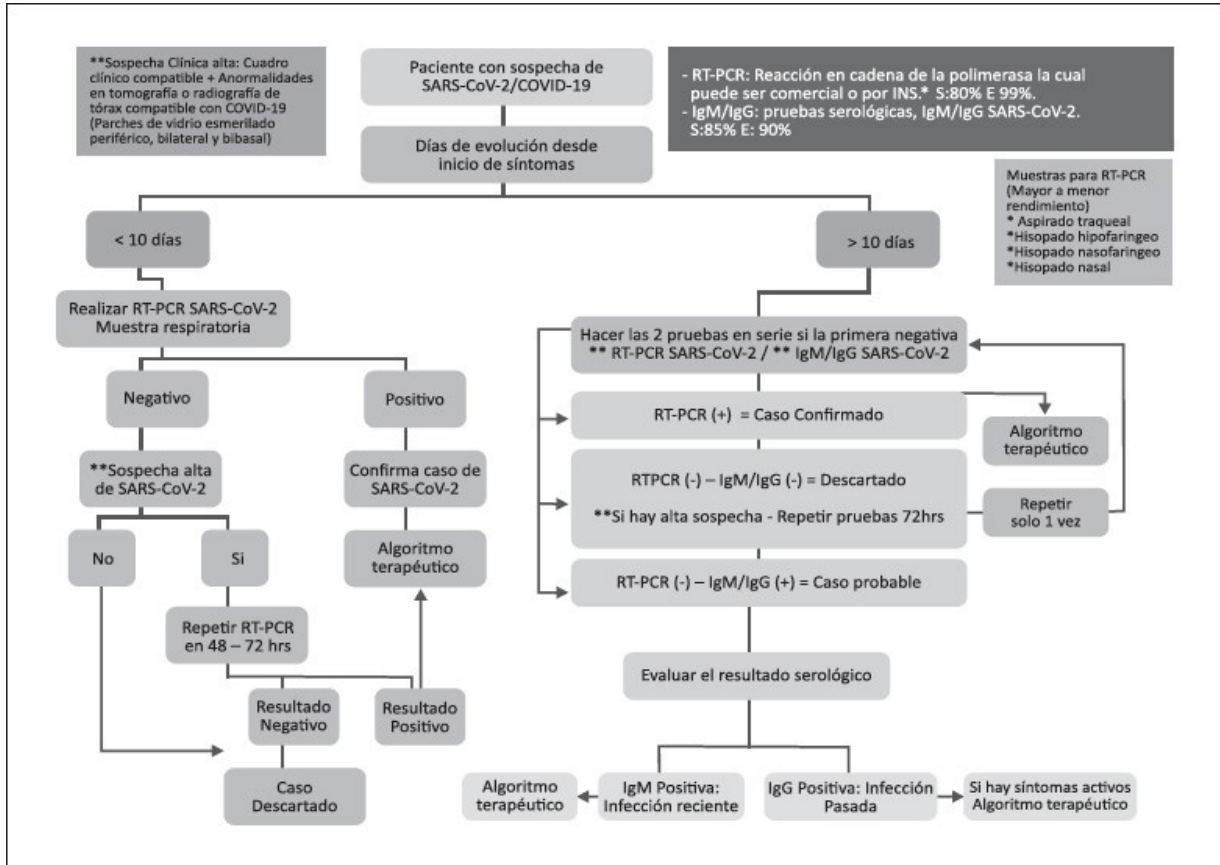 **Sospecha Clínica alta: Cuadro
clínico compatible + Anormalidades
en tomografía o radiografía de
tórax compatible con COVID-19
(Parches de vidrio esmerilado
periférico, bilateral y bibasal)
Paciente con sospecha de
SARS-CoV-2/COVID-19
- RT-PCR: Reacción en cadena de la polimerasa la cual
puede ser comercial o por INS.* S:80% E 99%.
- IgM/IgG: pruebas serológicas, IgM/IgG SARS-CoV-2.
S:85% E: 90%
Días de evolución desde
inicio de síntomas
Muestras para RT-PCR
(Mayor a menor
rendimiento)
* Aspirado traqueal
*Hisopado hipofaringeo
*Hisopado nasofaringeo
*Hisopado nasal
< 10 días
> 10 días
Realizar RT-PCR SARS-CoV-2
Muestra respiratoria
Negativo
Positivo
**Sospecha alta
de SARS-CoV-2
Confirma caso de
SARS-CoV-2
No
Si
Algoritmo
terapéutico
Repetir RT-PCR
en 48 – 72 hrs
Resultado
Negativo
Resultado
Positivo
Caso
Descartado
Hacer las 2 pruebas en serie si la primera negativa
** RT-PCR SARS-CoV-2 / ** IgM/IgG SARS-CoV-2
RT-PCR (+) = Caso Confirmado
Algoritmo
terapéutico
RTPCR (-) – IgM/IgG (-) = Descartado
**Si hay alta sospecha - Repetir pruebas 72hrs
Repetir
solo 1 vez
RT-PCR (-) – IgM/IgG (+) = Caso probable
Evaluar el resultado serológico
Algoritmo
terapéutico
IgM Positiva:
Infección reciente
IgG Positiva: Infección
Pasada
Si hay síntomas activos
Algoritmo terapéutico